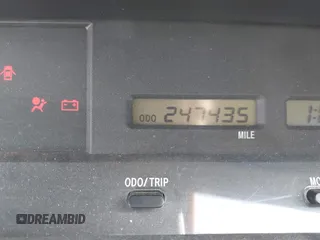 ODO 247435
MILE
ODO/TRIP
DREAMBID